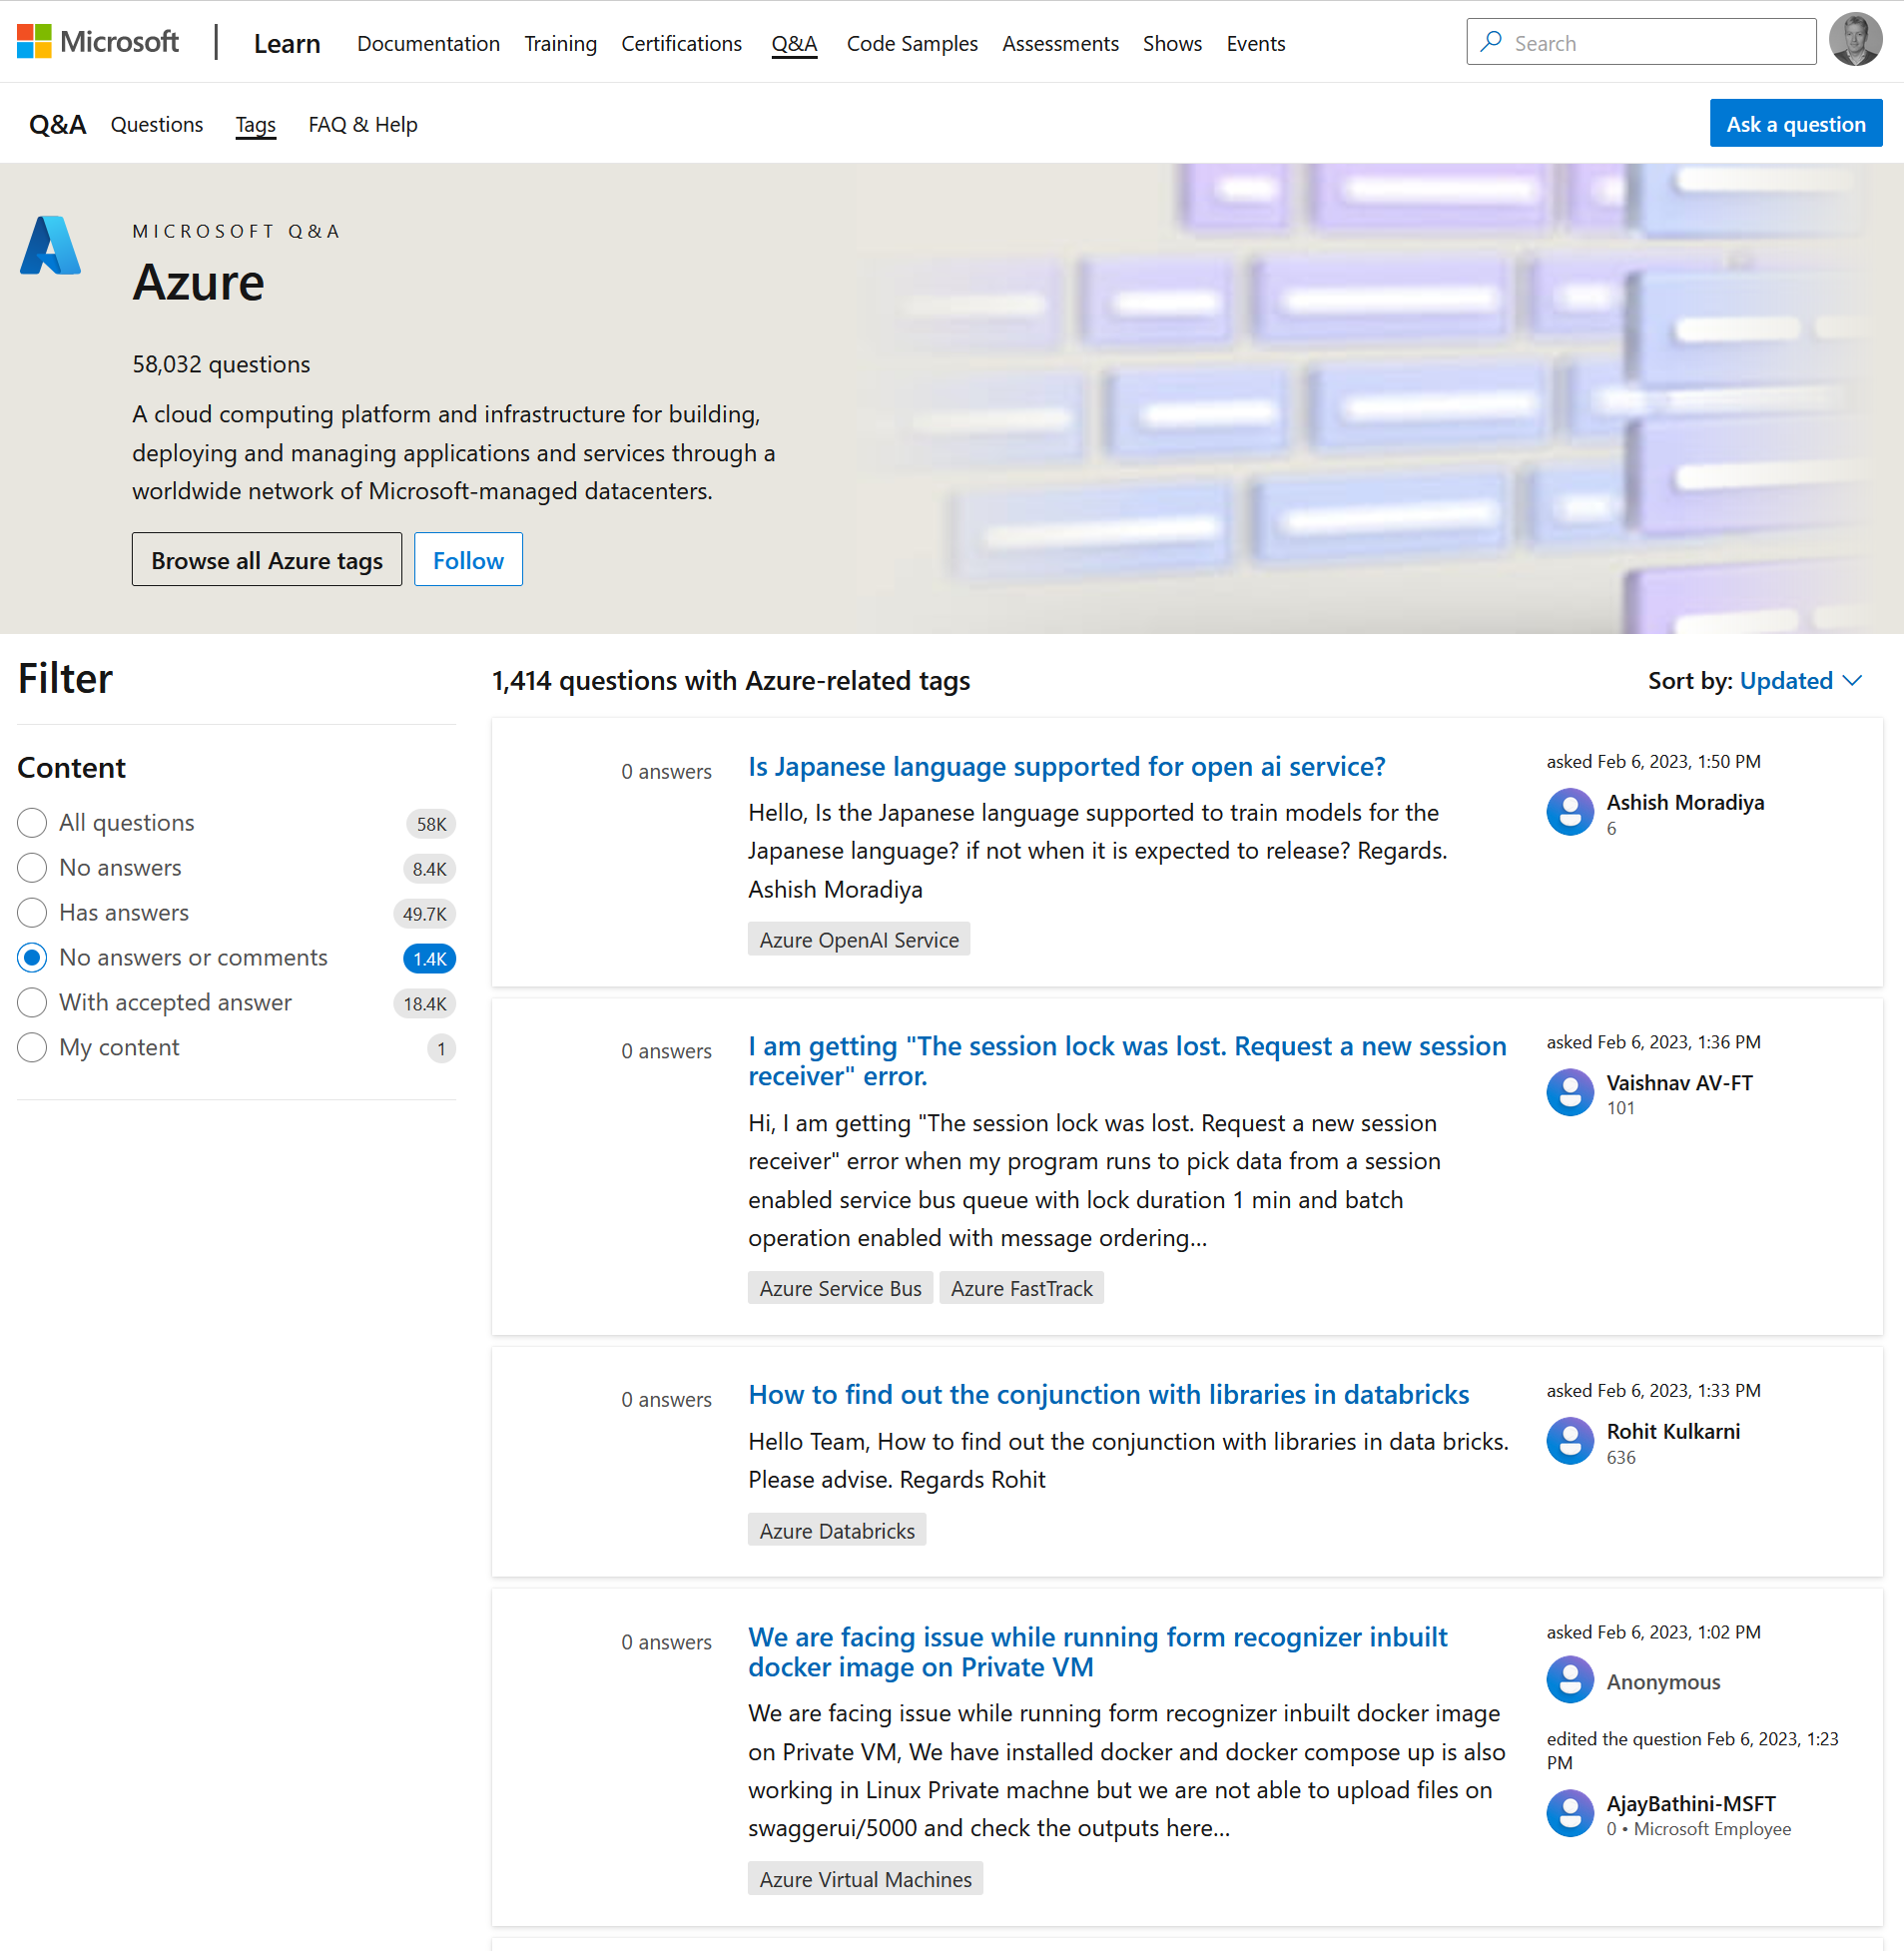 Microsoft Learn Documentation Training Certifications Q&A Code Samples Assessments Shows Events Search
Q&A Questions Tags FAQ & Help Ask a question
MICROSOFT Q&A
Azure
58,032 questions
A cloud computing platform and infrastructure for building,
deploying and managing applications and services through a
worldwide network of Microsoft-managed datacenters.
Browse all Azure tags Follow
Filter
Content
All questions 58K
No answers 8.4K
Has answers 49.7K
No answers or comments 1.4K
With accepted answer 18.4K
My content 1
1,414 questions with Azure-related tags Sort by: Updated
0 answers
Is Japanese language supported for open ai service?
Hello, Is the Japanese language supported to train models for the
Japanese language? if not when it is expected to release? Regards.
Ashish Moradiya
Azure OpenAI Service
asked Feb 6, 2023, 1:50 PM
Ashish Moradiya
6
0 answers
I am getting "The session lock was lost. Request a new session
receiver" error.
Hi, I am getting "The session lock was lost. Request a new session
receiver" error when my program runs to pick data from a session
enabled service bus queue with lock duration 1 min and batch
operation enabled with message ordering...
Azure Service Bus Azure FastTrack
asked Feb 6, 2023, 1:36 PM
Vaishnav AV-FT
101
0 answers
How to find out the conjunction with libraries in databricks
Hello Team, How to find out the conjunction with libraries in data bricks.
Please advise. Regards Rohit
Azure Databricks
asked Feb 6, 2023, 1:33 PM
Rohit Kulkarni
636
0 answers
We are facing issue while running form recognizer inbuilt
docker image on Private VM
We are facing issue while running form recognizer inbuilt docker image
on Private VM, We have installed docker and docker compose up is also
working in Linux Private machne but we are not able to upload files on
swaggerui/5000 and check the outputs here...
Azure Virtual Machines
asked Feb 6, 2023, 1:02 PM
Anonymous
edited the question Feb 6, 2023, 1:23
PM
AjayBathini-MSFT
0 • Microsoft Employee